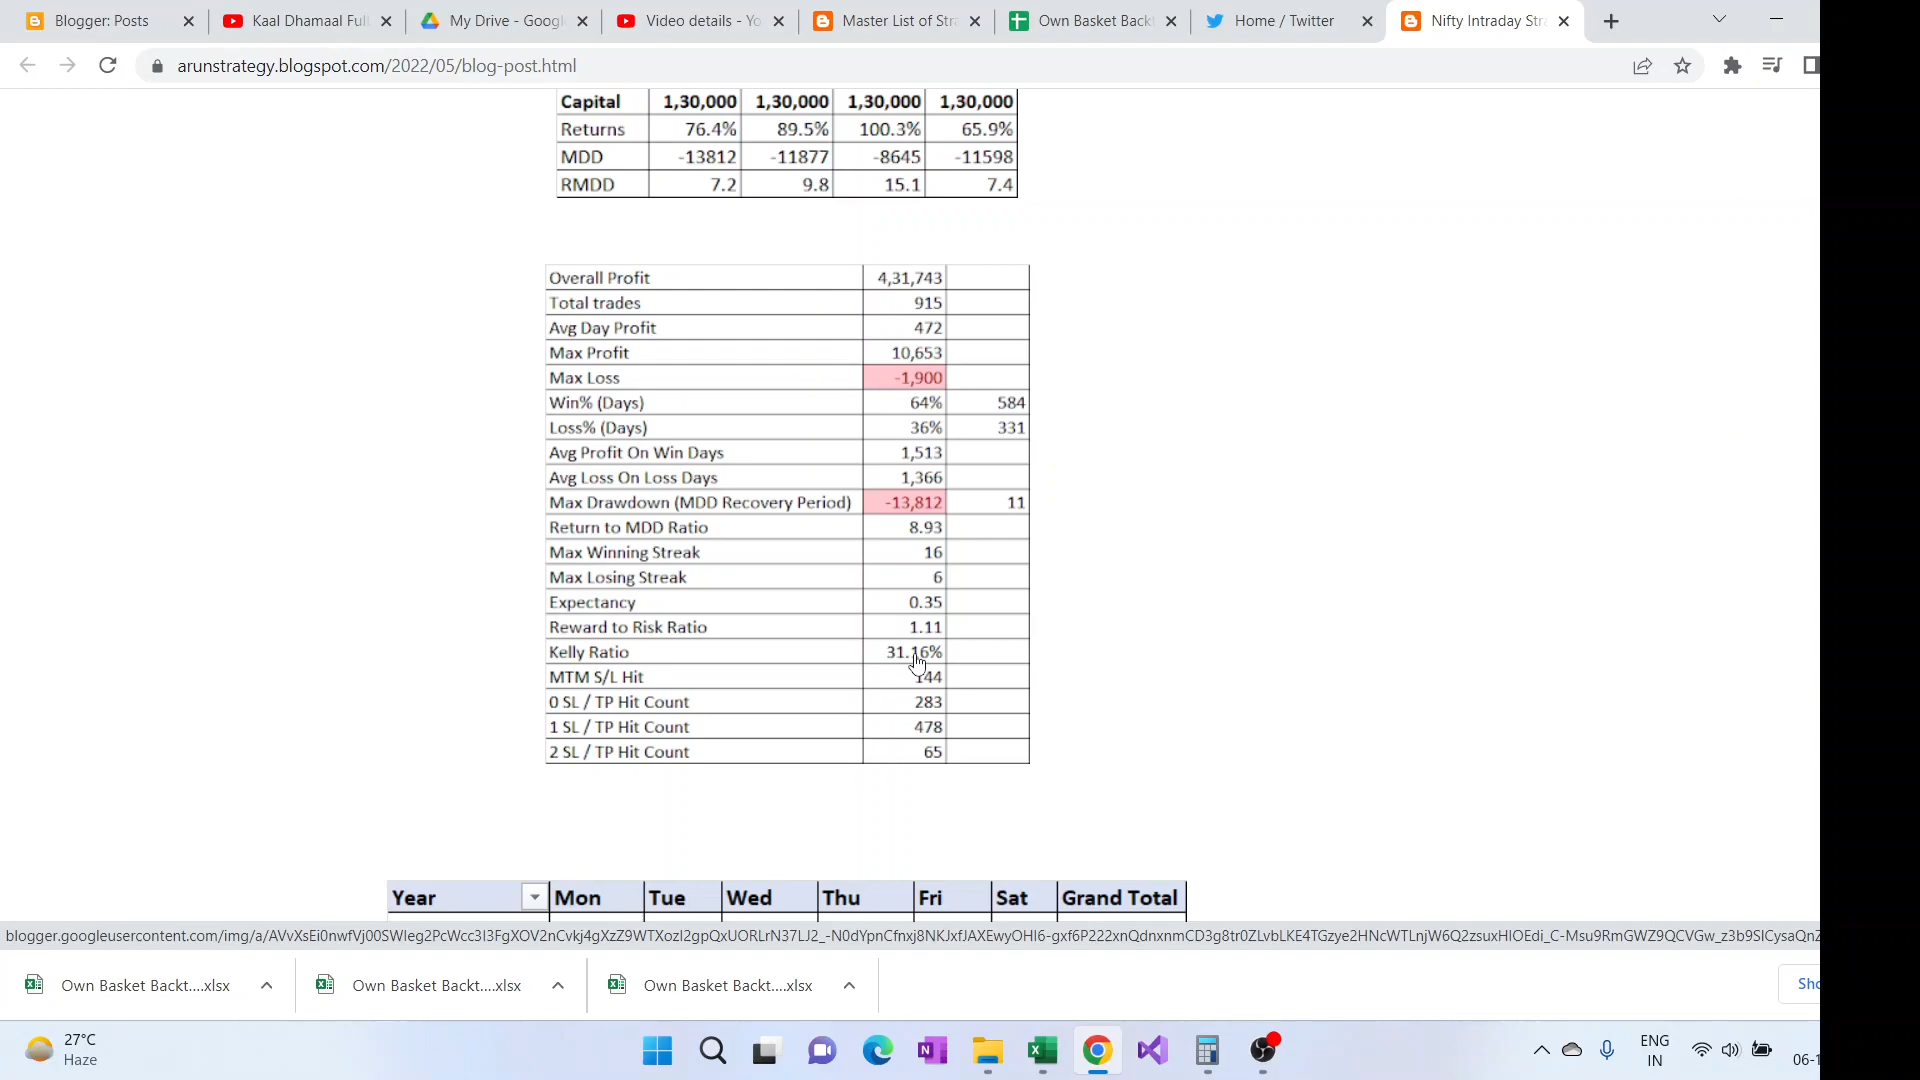 Blogger: Posts
Kaal Dhamaal Full
My Drive - Google
Video details - Yo
Master List of Stra
Own Basket Backt
Home / Twitter
Nifty Intraday Stra
arunstrategy.blogspot.com/2022/05/blog-post.html
Capital 1,30,000 1,30,000 1,30,000 1,30,000
Returns 76.4% 89.5% 100.3% 65.9%
MDD -13812 -11877 -8645 -11598
RMDD 7.2 9.8 15.1 7.4
Overall Profit 4,31,743
Total trades 915
Avg Day Profit 472
Max Profit 10,653
Max Loss -1,900
Win% (Days) 64% 584
Loss% (Days) 36% 331
Avg Profit On Win Days 1,513
Avg Loss On Loss Days 1,366
Max Drawdown (MDD Recovery Period) -13,812 11
Return to MDD Ratio 8.93
Max Winning Streak 16
Max Losing Streak 6
Expectancy 0.35
Reward to Risk Ratio 1.11
Kelly Ratio 31.16%
MTM S/L Hit 144
0 SL / TP Hit Count 283
1 SL / TP Hit Count 478
2 SL / TP Hit Count 65
Year Mon Tue Wed Thu Fri Sat Grand Total
Own Basket Backt....xlsx
Own Basket Backt....xlsx
Own Basket Backt....xlsx
Sho
27°C
Haze
ENG
IN
06-1